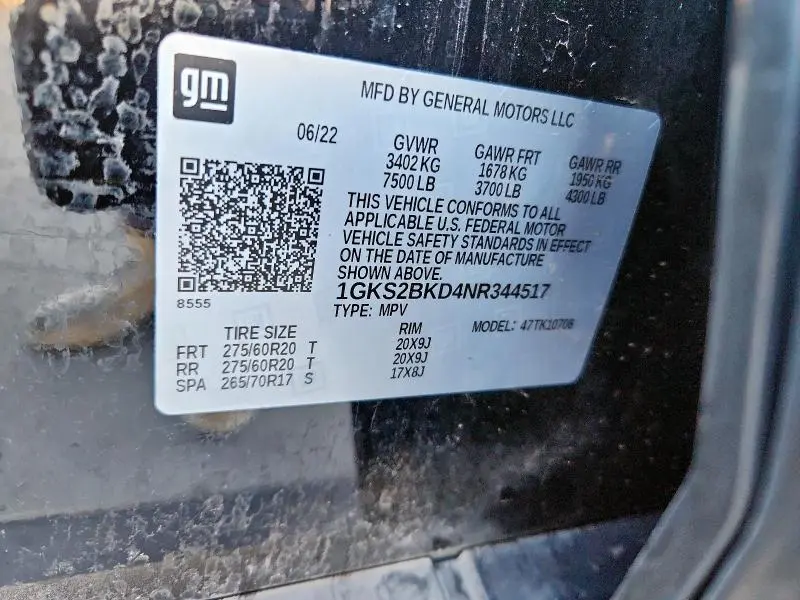 gm
MFD BY GENERAL MOTORS LLC
06/22
GVWR
3402 KG
7500 LB
GAWR FRT
1678 KG
3700 LB
GAWR RR
1950 KG
4300 LB
THIS VEHICLE CONFORMS TO ALL
APPLICABLE U.S. FEDERAL MOTOR
VEHICLE SAFETY STANDARDS IN EFFECT
ON THE DATE OF MANUFACTURE
SHOWN ABOVE.
8555
1GKS2BKD4NR344517
TYPE: MPV
MODEL: 47TK10706
TIRE SIZE
RIM
FRT 275/60R20 T 20X9J
RR 275/60R20 T 20X9J
SPA 265/70R17 S 17X8J